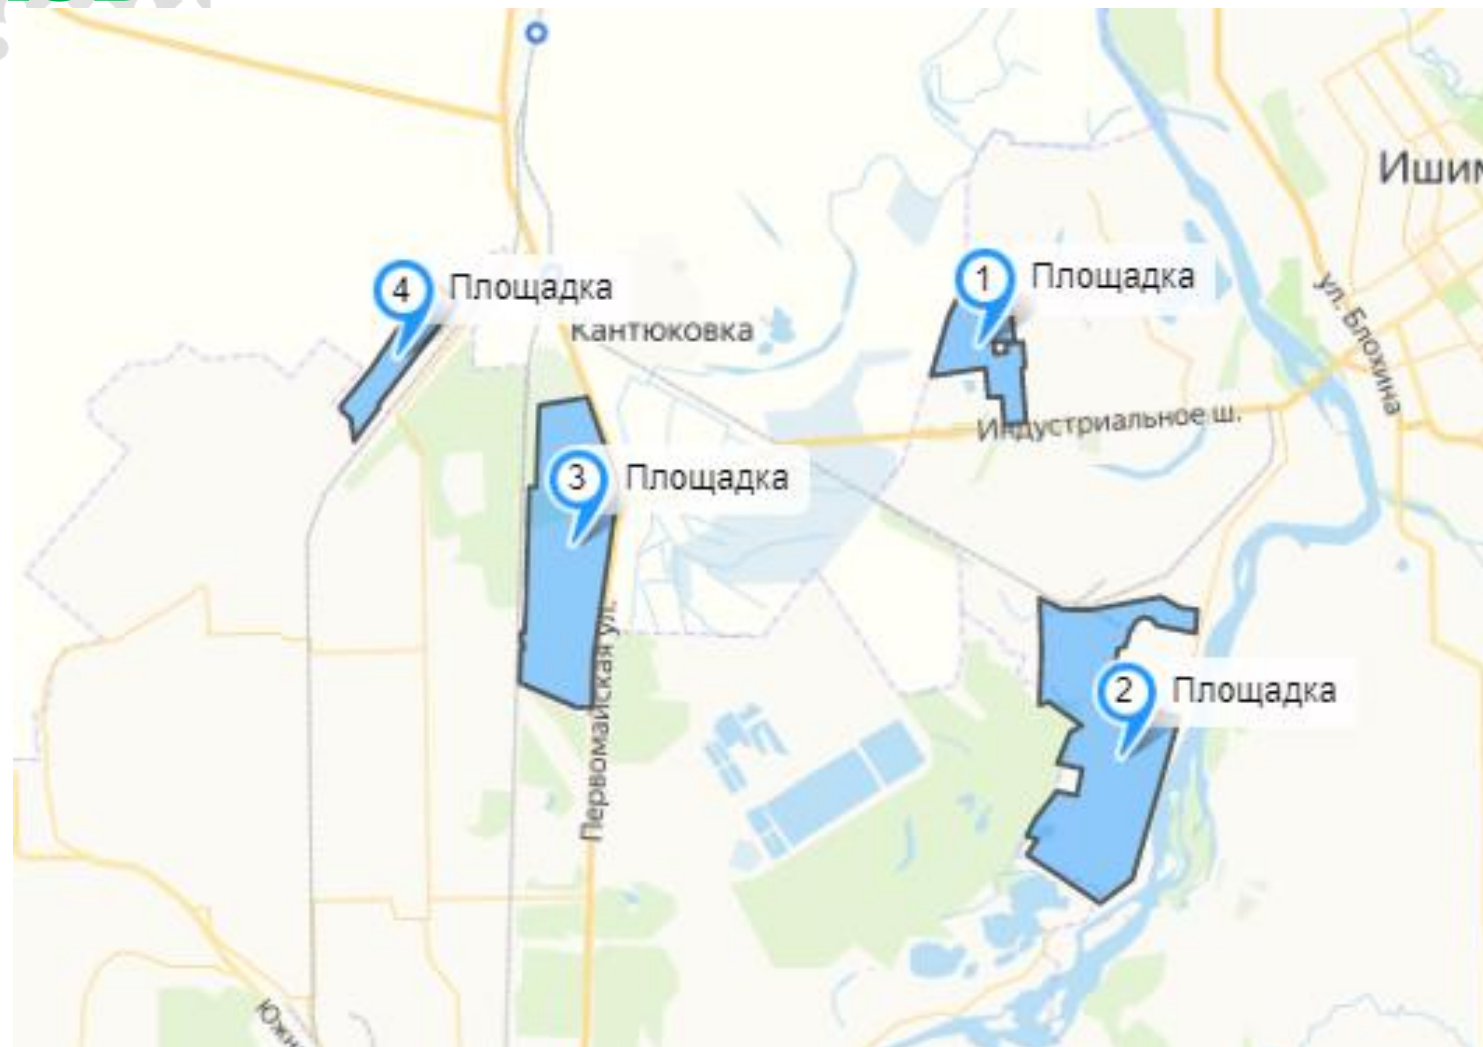 Ишим
4 Площадка
1 Площадка
Кантюковка
ул. Блохина
Индустриальное ш.
3 Площадка
Первомайская ул.
2 Площадка